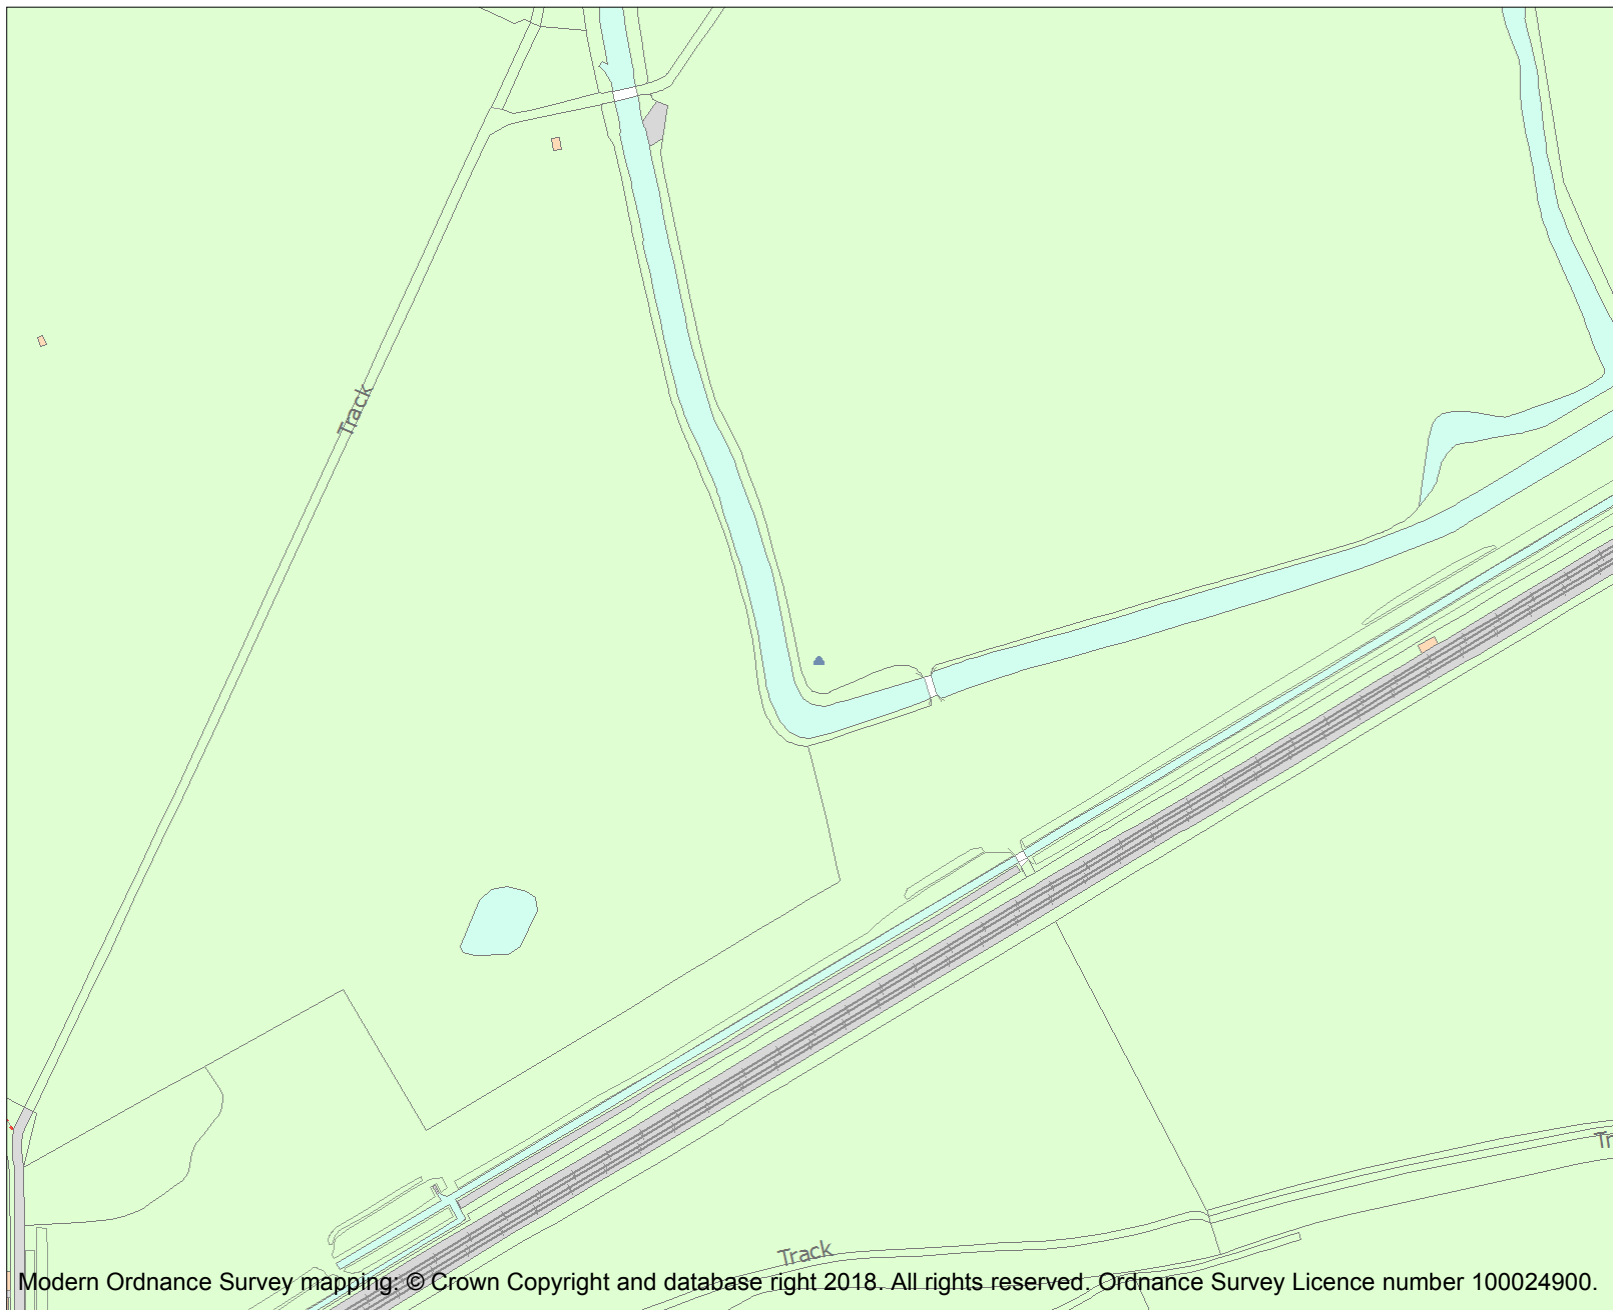 Track
Tr
Track
Modern Ordnance Survey mapping: © Crown Copyright and database right 2018. All rights reserved. Ordnance Survey Licence number 100024900.